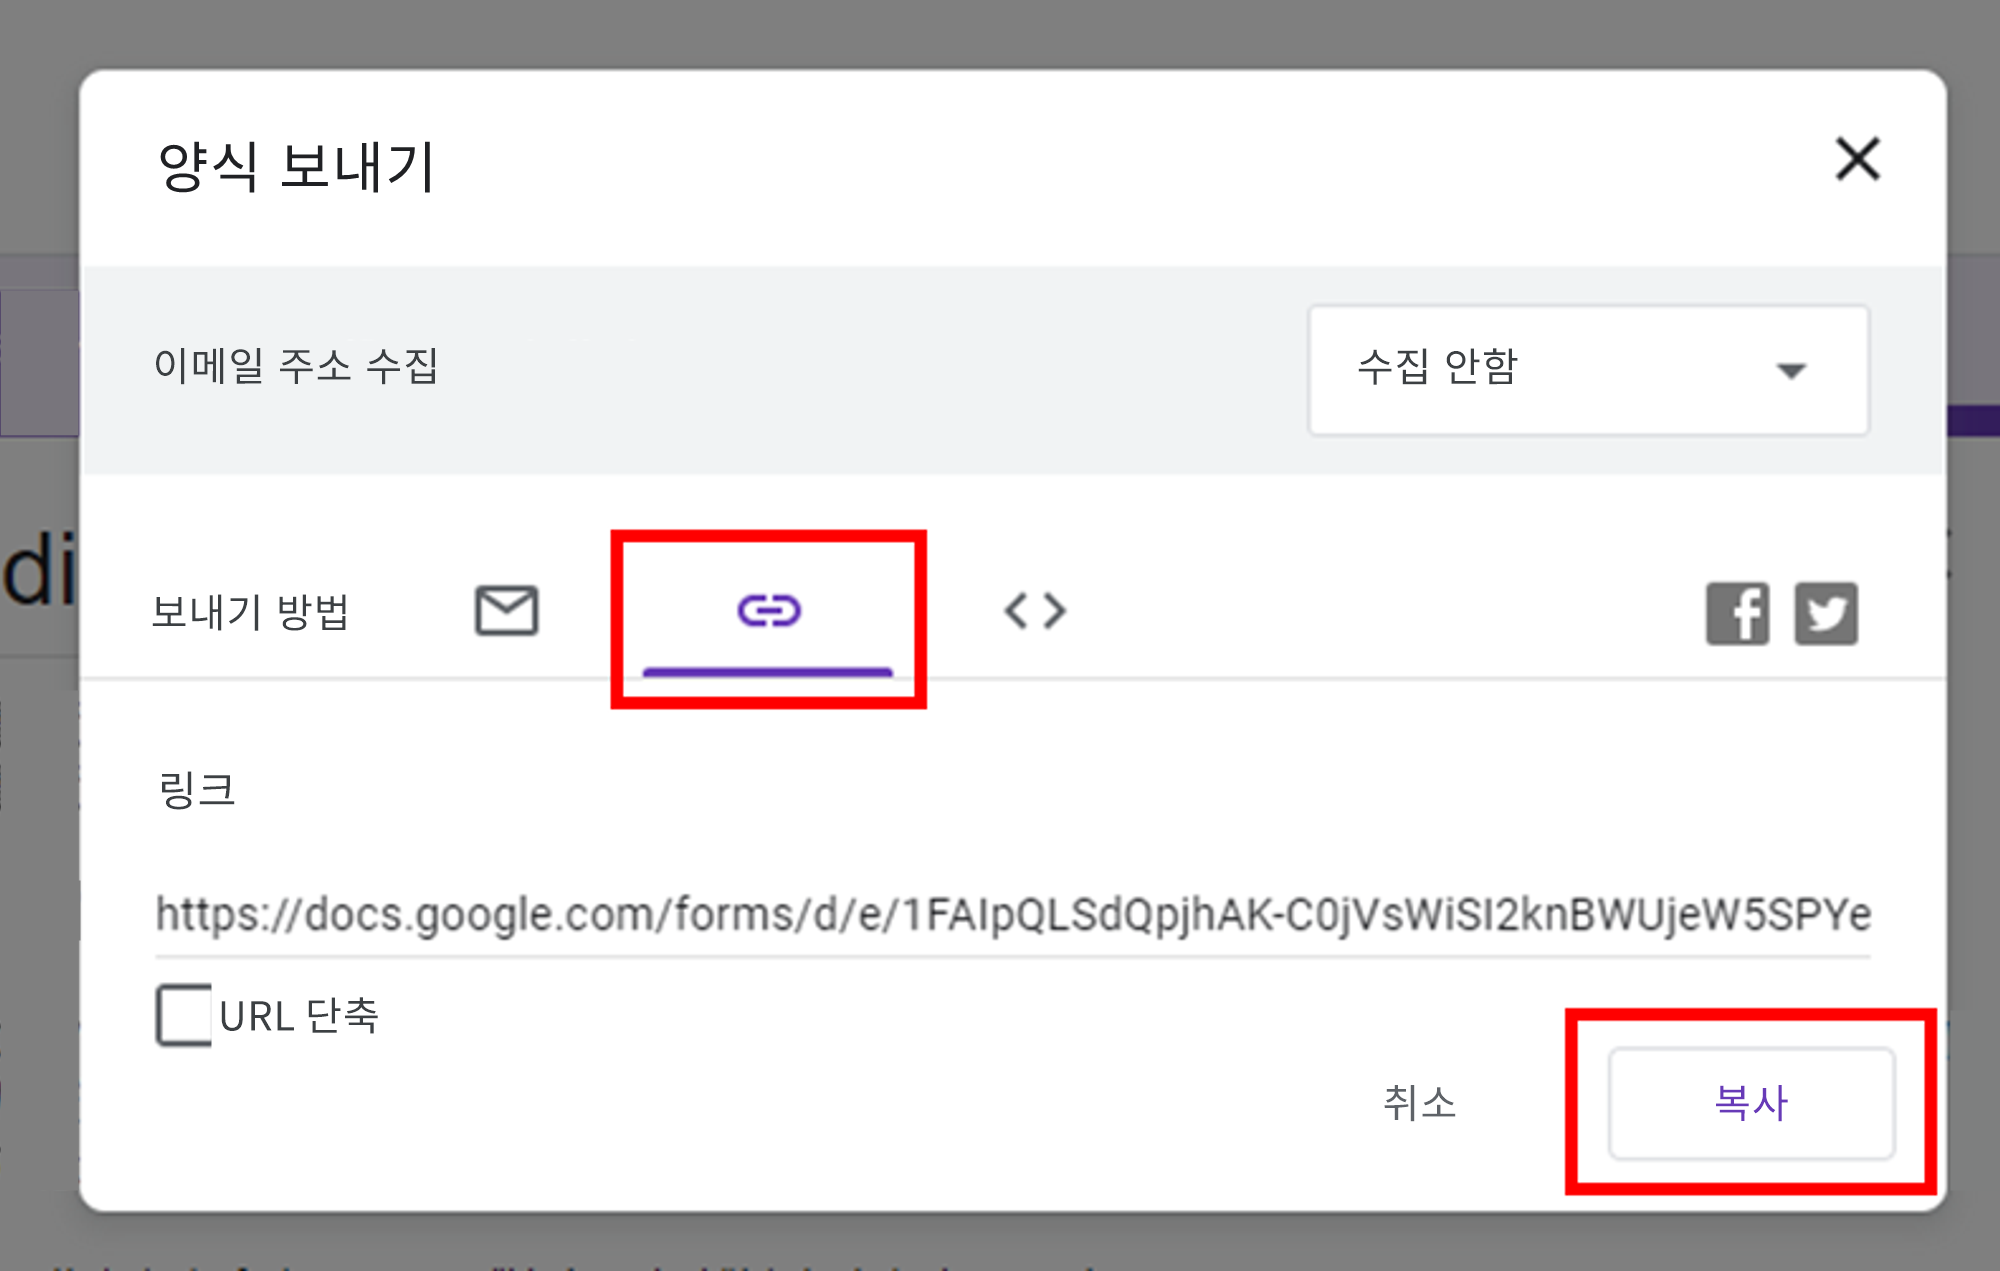 양식 보내기
이메일 주소 수집
수집 안함
di
보내기 방법
링크
https://docs.google.com/forms/d/e/1FAIpQLSdQpjhAK-C0jVsWiSI2knBWUjeW5SPYe
URL 단축
취소
복사